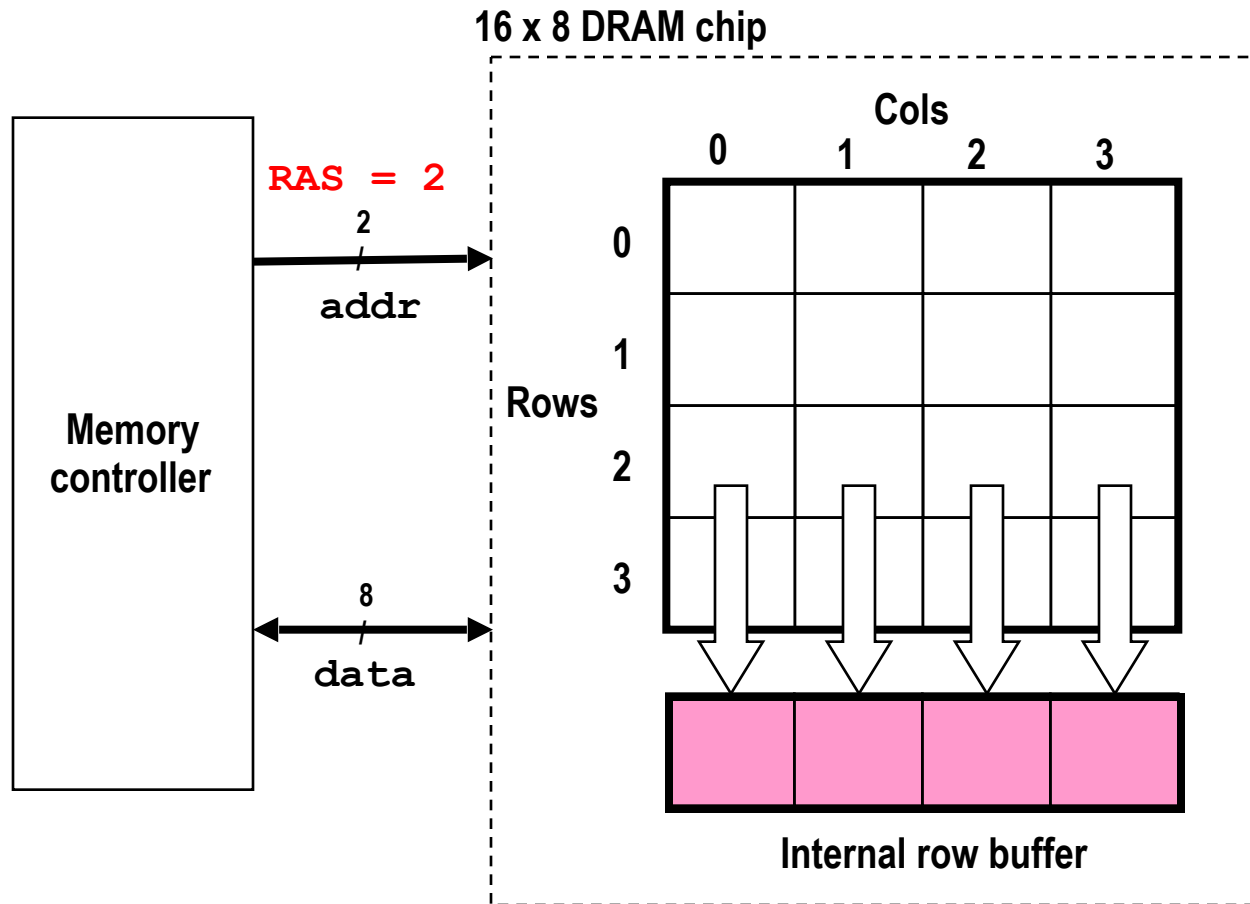 16 x 8 DRAM chip
Cols
0 1 2 3
RAS = 2
2
addr
0
1
Rows
2
3
Memory
controller
8
data
Internal row buffer